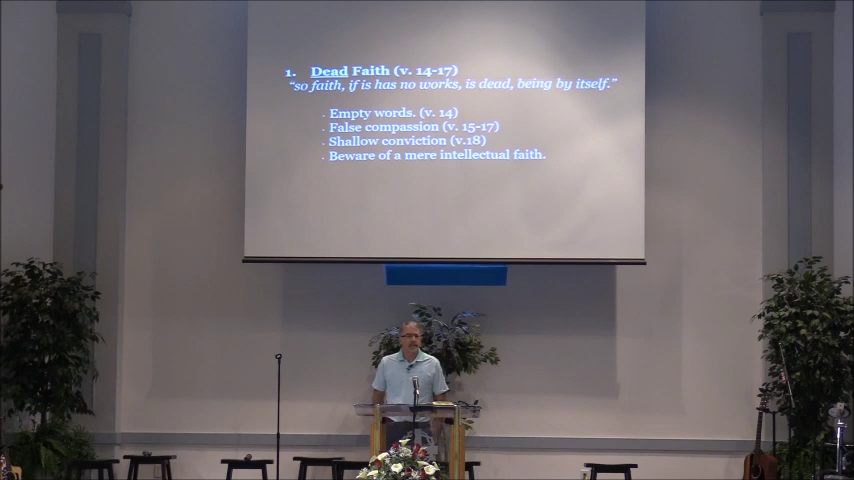 1. Dead Faith (v. 14-17)
“so faith, if is has no works, is dead, being by itself.”
. Empty words. (v. 14)
. False compassion (v. 15-17)
. Shallow conviction (v.18)
. Beware of a mere intellectual faith.